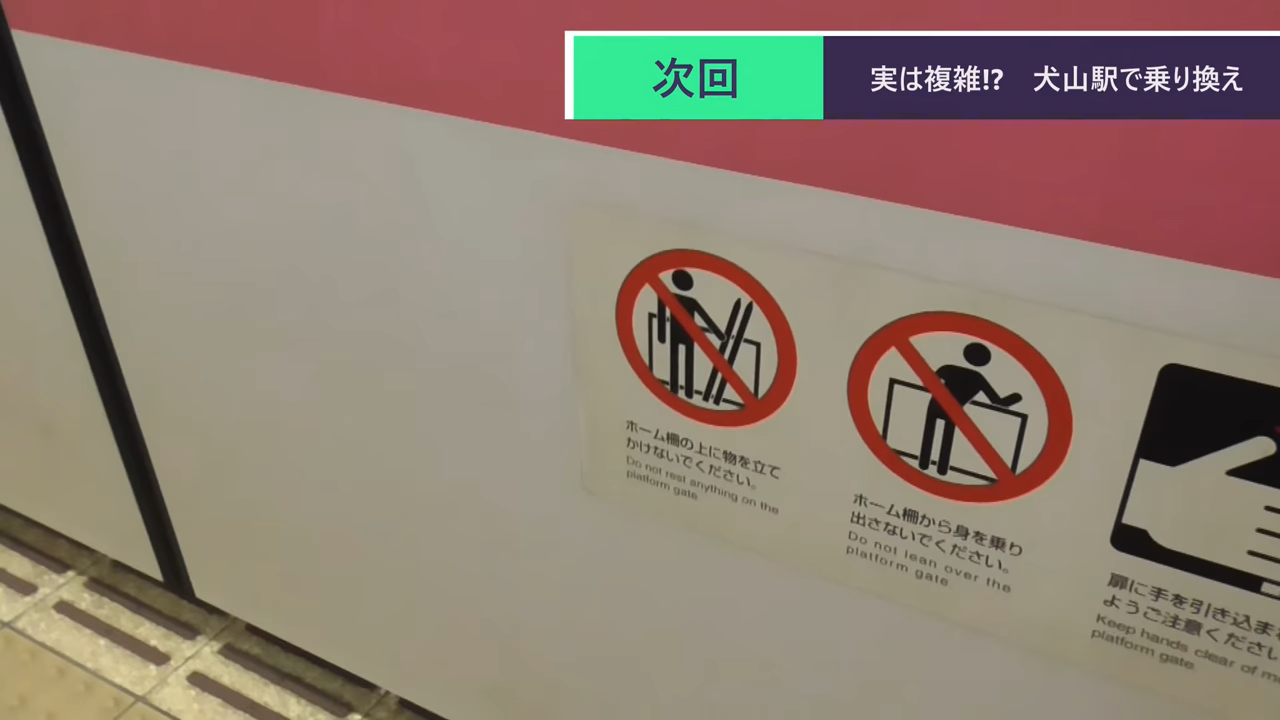 次回
実は複雑!? 犬山駅で乗り換え
ホーム柵の上に物を立て
かけないでください。
Do not rest anything on the
platform gate
ホーム柵から身を乗り
出さないでください。
Do not lean over the
platform gate
扉に手を引き込ま
ようご注意くださ
Keep hands clear of
platform gate